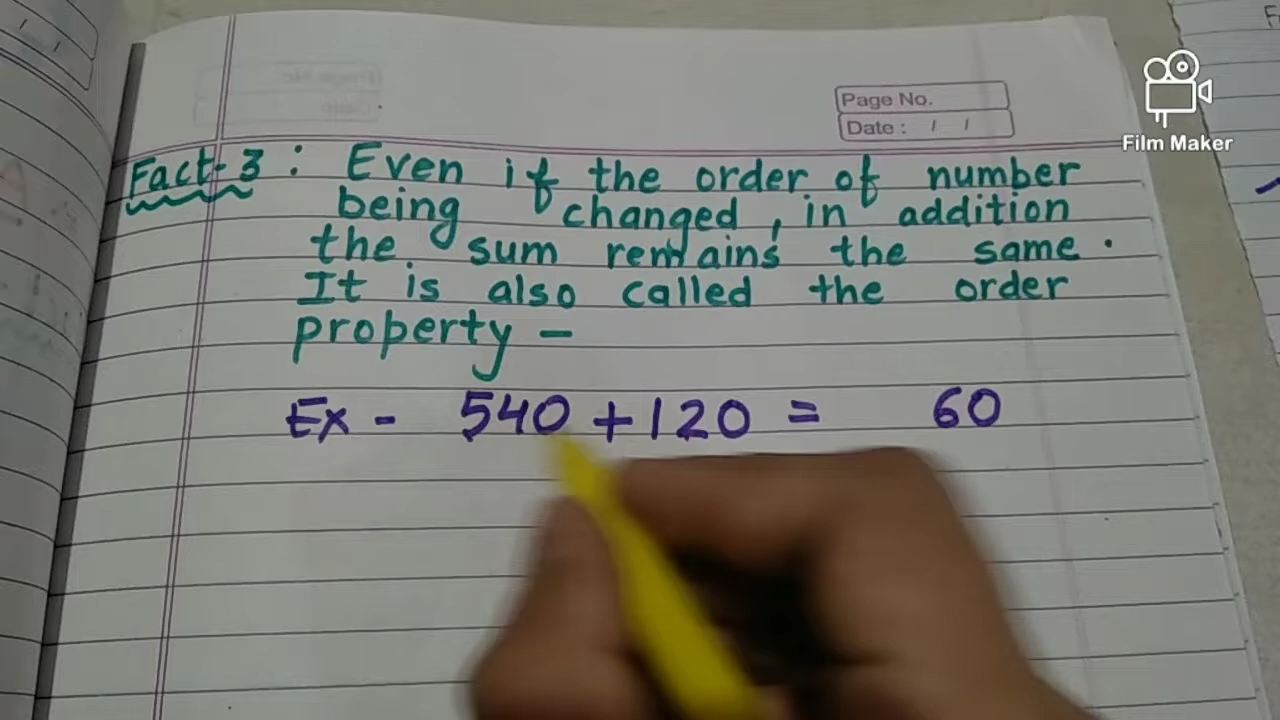 Page No.
Date : / /
Film Maker
Fact-3 : Even if the order of number
being changed, in addition
the sum remains the same.
It is also called the order
property -
Ex - 540 + 120 = 60